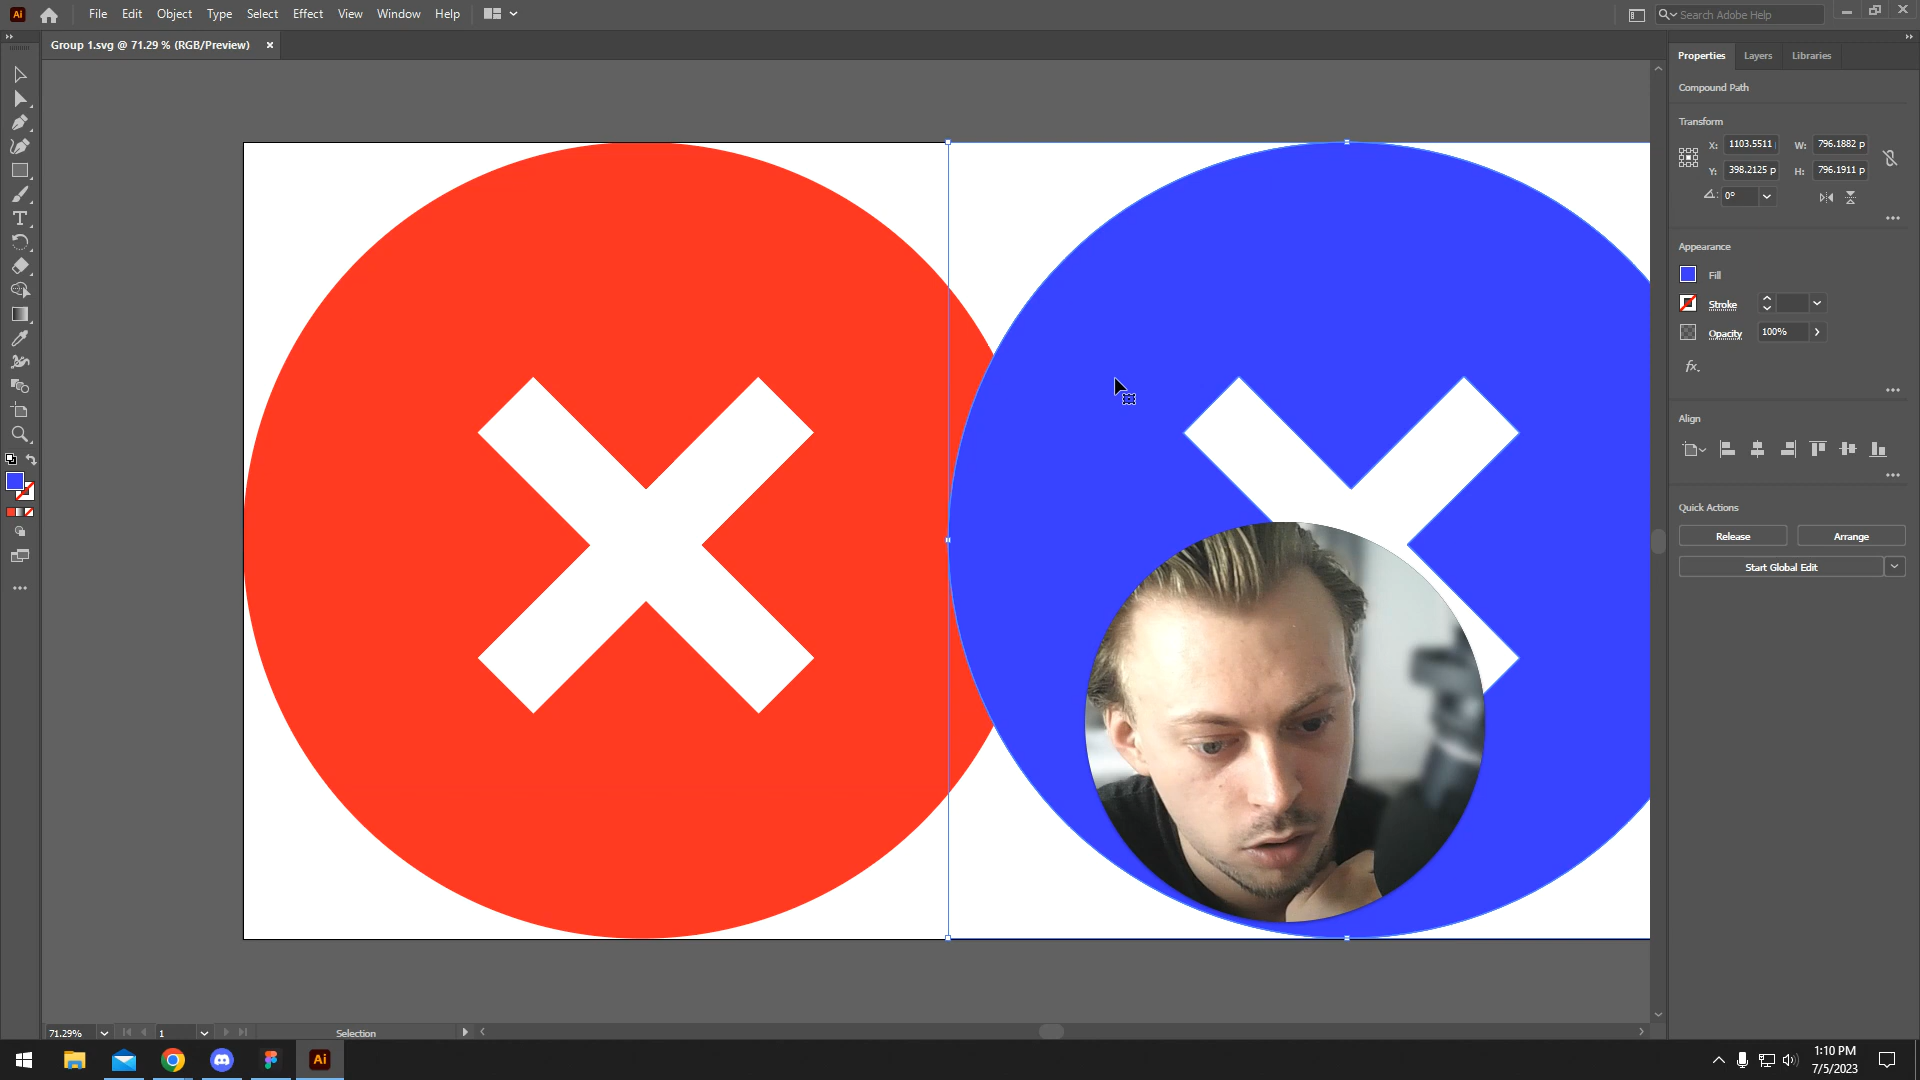 Ai File Edit Object Type Select Effect View Window Help Search Adobe Help
Group 1.svg @ 71.29 % (RGB/Preview) ×
Properties Layers Libraries
Compound Path
Transform
X: 1103.5511 W: 796.1882 p
Y: 398.2125 p H: 796.1911 p
0°
Appearance
Fill
Stroke
Opacity 100%
fx.
Align
Quick Actions
Release Arrange
Start Global Edit
71.29% 1 Selection
Ai 1:10 PM
7/5/2023